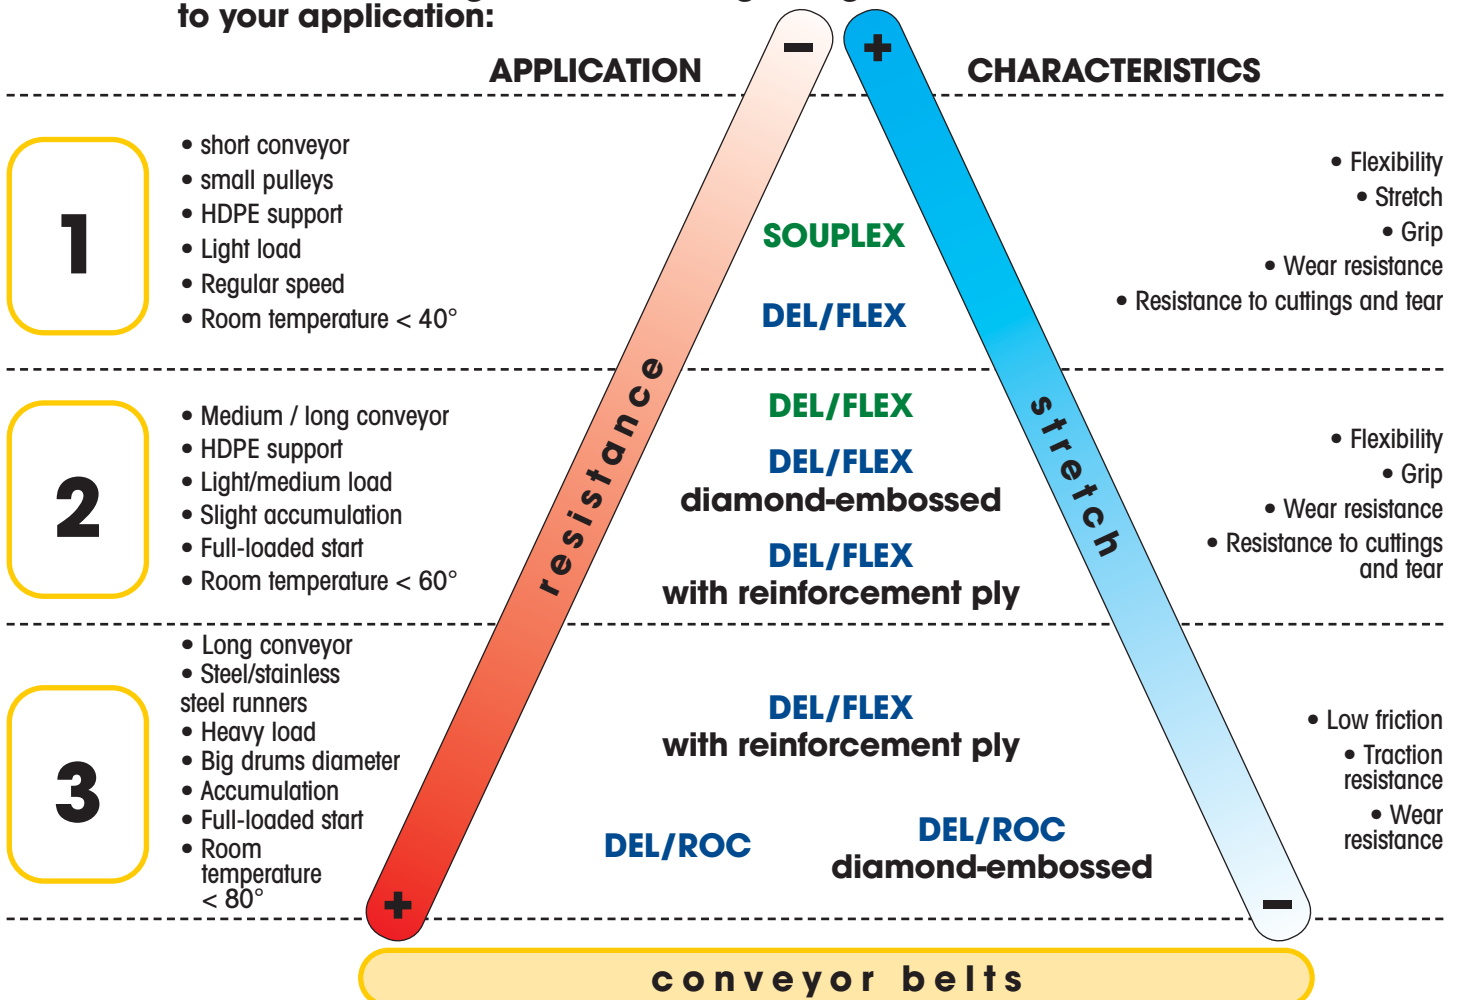 to your application:
APPLICATION
CHARACTERISTICS
−
+
1
• short conveyor
• small pulleys
• HDPE support
• Light load
• Regular speed
• Room temperature < 40°
SOUPLEX
DEL/FLEX
• Flexibility
• Stretch
• Grip
• Wear resistance
• Resistance to cuttings and tear
resistance
stretch
2
• Medium / long conveyor
• HDPE support
• Light/medium load
• Slight accumulation
• Full-loaded start
• Room temperature < 60°
DEL/FLEX
DEL/FLEX
diamond-embossed
DEL/FLEX
with reinforcement ply
• Flexibility
• Grip
• Wear resistance
• Resistance to cuttings
and tear
3
• Long conveyor
• Steel/stainless
steel runners
• Heavy load
• Big drums diameter
• Accumulation
• Full-loaded start
• Room
temperature
< 80°
DEL/FLEX
with reinforcement ply
DEL/ROC
DEL/ROC
diamond-embossed
• Low friction
• Traction
resistance
• Wear
resistance
+
−
conveyor belts